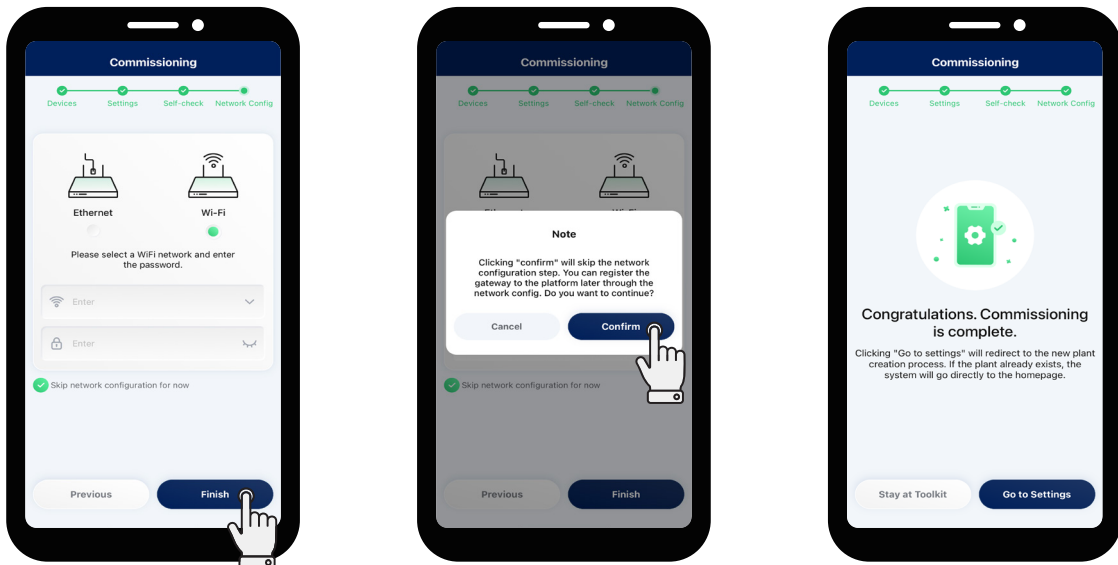 Commissioning
Devices Settings Self-check Network Config
Ethernet Wi-Fi
Please select a WiFi network and enter
the password.
Enter
Enter
Skip network configuration for now
Previous Finish
Commissioning
Devices Settings Self-check Network Config
Note
Clicking "confirm" will skip the network
configuration step. You can register the
gateway to the platform later through the
network config. Do you want to continue?
Cancel Confirm
Skip network configuration for now
Previous Finish
Commissioning
Devices Settings Self-check Network Config
Congratulations. Commissioning
is complete.
Clicking "Go to settings" will redirect to the new plant
creation process. If the plant already exists, the
system will go directly to the homepage.
Stay at Toolkit Go to Settings